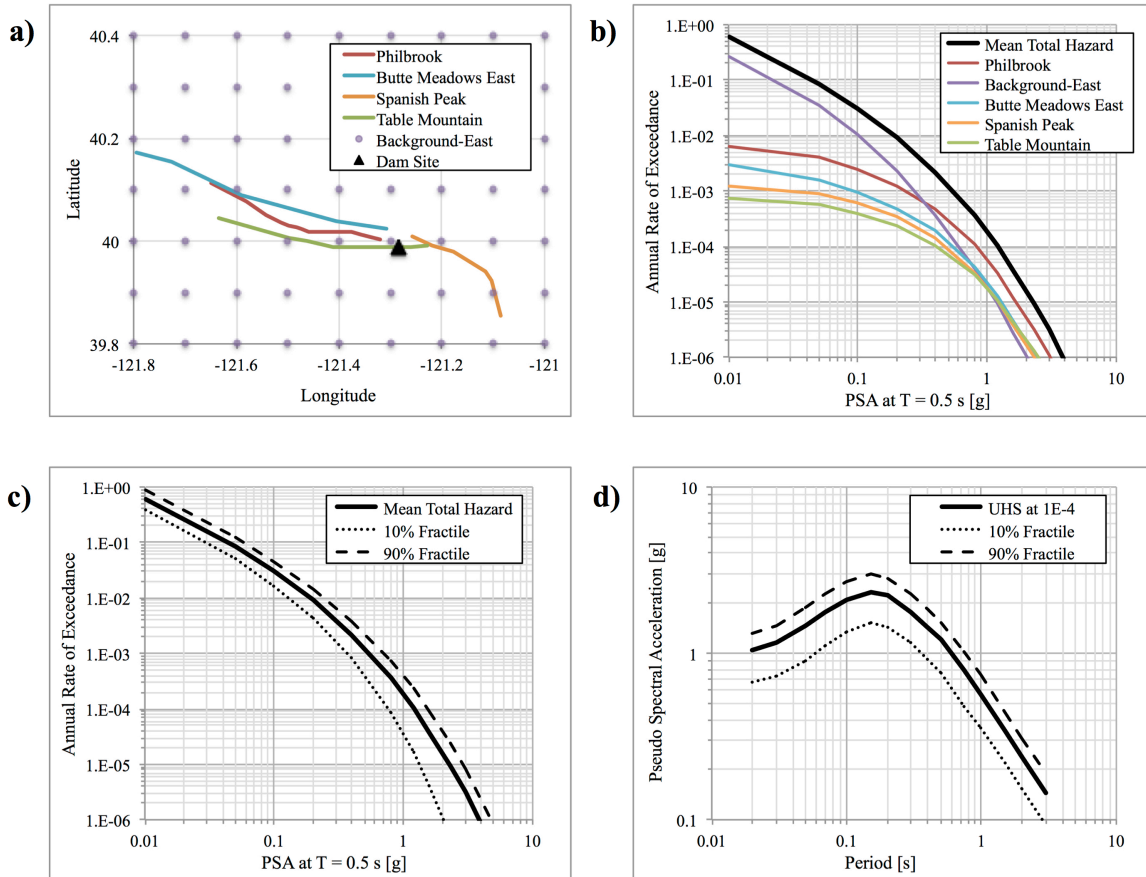 a)
40.4
40.2
40
39.8
Latitude
-121.8
-121.6
-121.4
-121.2
-121
Longitude
Philbrook
Butte Meadows East
Spanish Peak
Table Mountain
Background-East
Dam Site
b)
1.E+00
1.E-01
1.E-02
1.E-03
1.E-04
1.E-05
1.E-06
Annual Rate of Exceedance
0.01
0.1
1
10
PSA at T = 0.5 s [g]
Mean Total Hazard
Philbrook
Background-East
Butte Meadows East
Spanish Peak
Table Mountain
c)
1.E+00
1.E-01
1.E-02
1.E-03
1.E-04
1.E-05
1.E-06
Annual Rate of Exceedance
0.01
0.1
1
10
PSA at T = 0.5 s [g]
Mean Total Hazard
10% Fractile
90% Fractile
d)
10
1
0.1
Pseudo Spectral Acceleration [g]
0.01
0.1
1
10
Period [s]
UHS at 1E-4
10% Fractile
90% Fractile